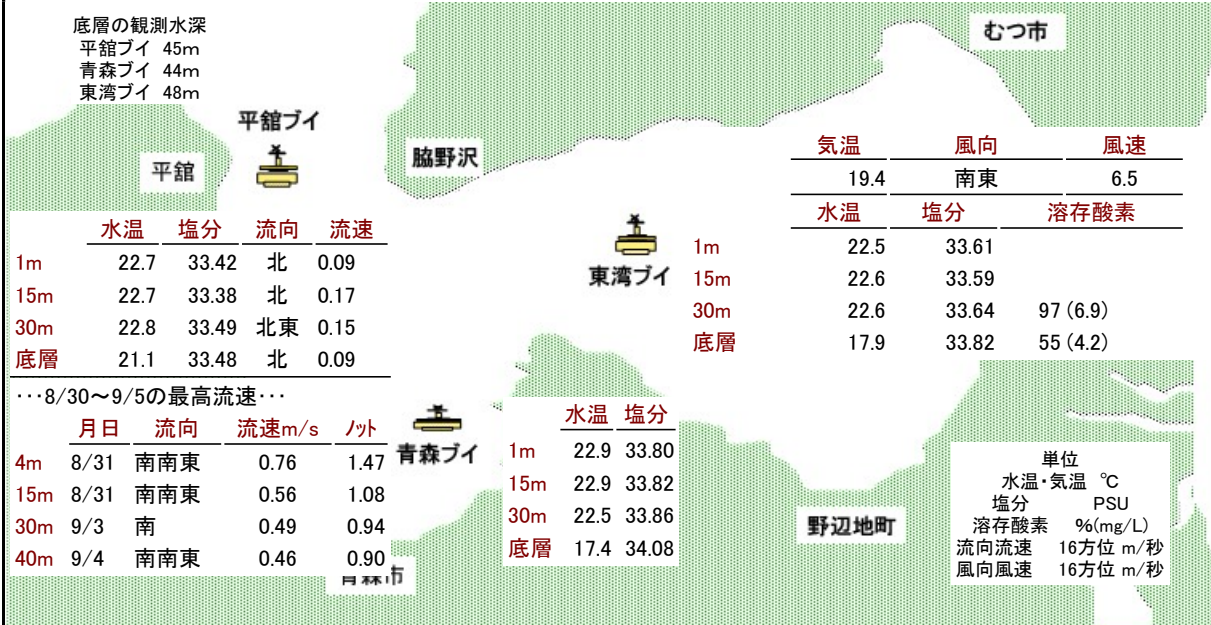 底層の観測水深
平舘ブイ 45m
青森ブイ 44m
東湾ブイ 48m
むつ市
平舘ブイ
脇野沢
平舘
気温 風向 風速
19.4 南東 6.5
水温 塩分 溶存酸素
1m 22.5 33.61
15m 22.6 33.59
30m 22.6 33.64 97 (6.9)
底層 17.9 33.82 55 (4.2)
東湾ブイ
水温 塩分 流向 流速
1m 22.7 33.42 北 0.09
15m 22.7 33.38 北 0.17
30m 22.8 33.49 北東 0.15
底層 21.1 33.48 北 0.09
･･･8/30～9/5の最高流速･･･
月日 流向 流速m/s ノット
4m 8/31 南南東 0.76 1.47
15m 8/31 南南東 0.56 1.08
30m 9/3 南 0.49 0.94
40m 9/4 南南東 0.46 0.90
青森ブイ
水温 塩分
1m 22.9 33.80
15m 22.9 33.82
30m 22.5 33.86
底層 17.4 34.08
青森市
野辺地町
単位
水温･気温 ℃
塩分 PSU
溶存酸素 %(mg/L)
流向流速 16方位 m/秒
風向風速 16方位 m/秒